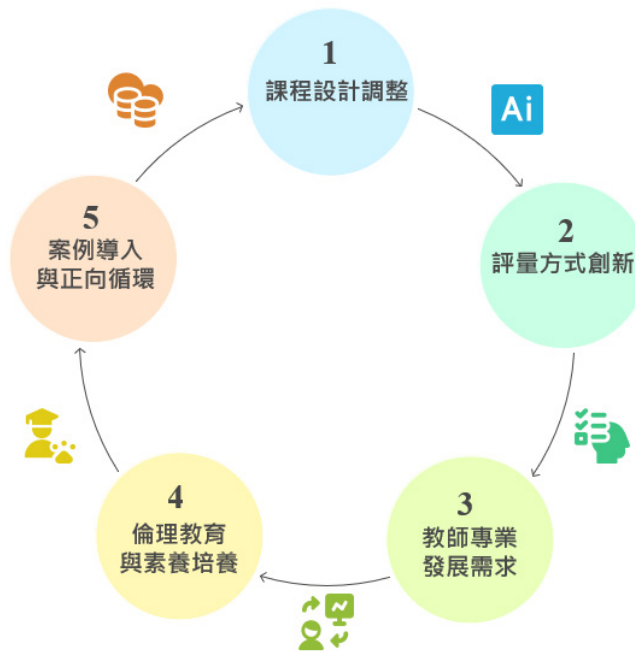 1
課程設計調整
Ai
2
評量方式創新
3
教師專業
發展需求
4
倫理教育
與素養培養
5
案例導入
與正向循環